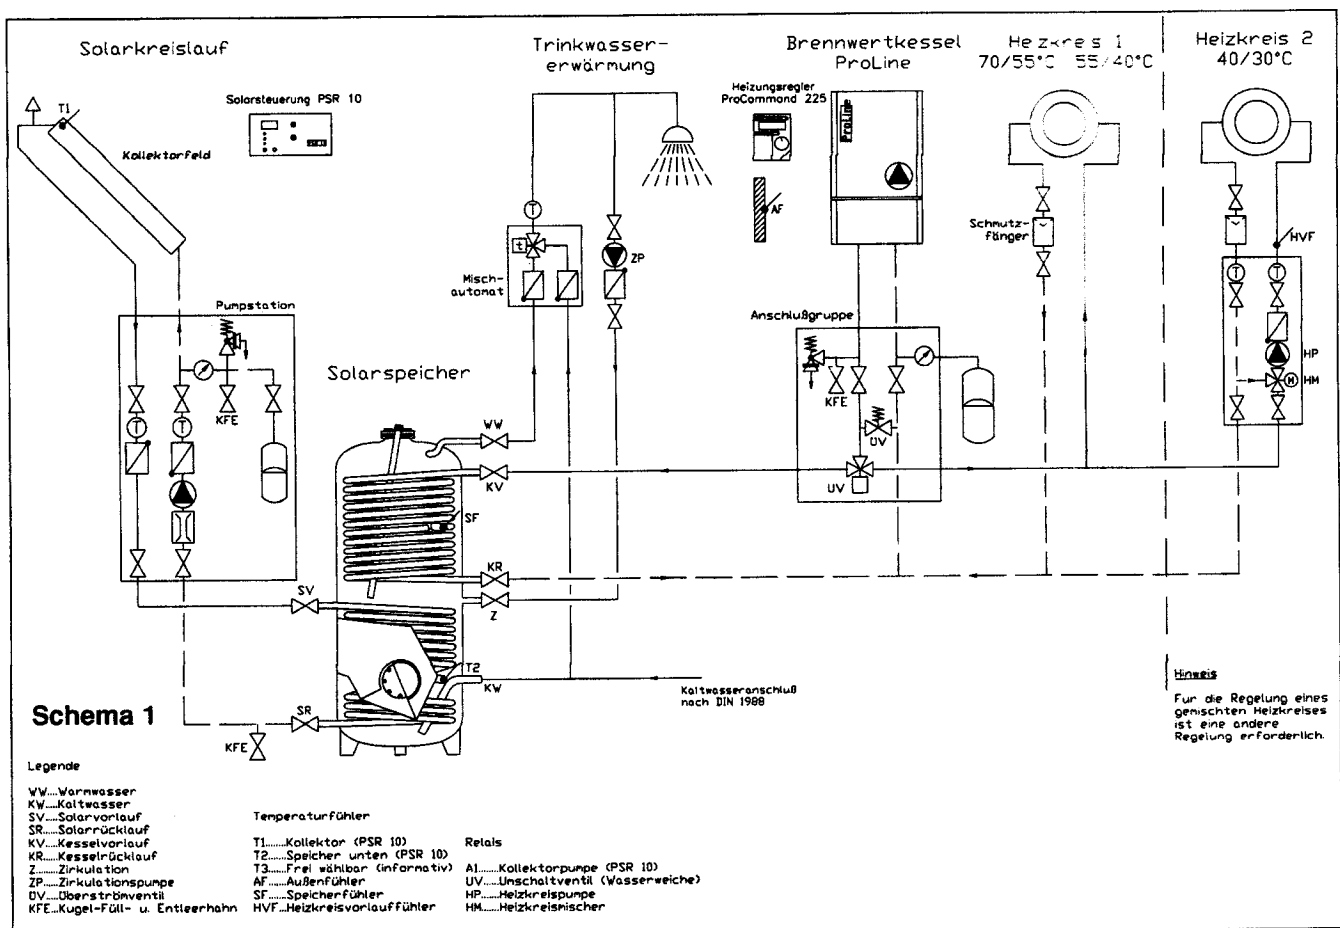 Solarkreislauf
Trinkwasser-
erwärmung
Brennwertkessel
ProLine
Heizkreis 1
70/55°C 55/40°C
Heizkreis 2
40/30°C
T1
Solarsteuerung PSR 10
Kollektorfeld
Heizungsregler
ProCommand 225
ProLine
AF
Schmutz-
fänger
HVF
T
t
ZP
Misch-
automat
T
T
Pumpstation
Anschlußgruppe
Solarspeicher
HP
M
HM
KFE
KFE
T
T
WW
ÜV
KV
UV
SF
KR
SV
Z
T2
KW
Kaltwasseranschluß
nach DIN 1988
SR
KFE
Schema 1
Hinweis
Für die Regelung eines
gemischten Heizkreises
ist eine andere
Regelung erforderlich.
Legende
WW....Warmwasser
KW....Kaltwasser
SV....Solarvorlauf
SR....Solarrücklauf
KV....Kesselvorlauf
KR....Kesselrücklauf
Z.....Zirkulation
ZP....Zirkulationspumpe
ÜV....Überströmventil
KFE...Kugel-Füll- u. Entleerhahn
Temperaturfühler
T1......Kollektor (PSR 10)
T2......Speicher unten (PSR 10)
T3......Frei wählbar (informativ)
AF......Außenfühler
SF......Speicherfühler
HVF...Heizkreisvorlauffühler
Relais
A1.....Kollektorpumpe (PSR 10)
UV.....Umschaltventil (Wasserweiche)
HP.....Heizkreispumpe
HM.....Heizkreismischer